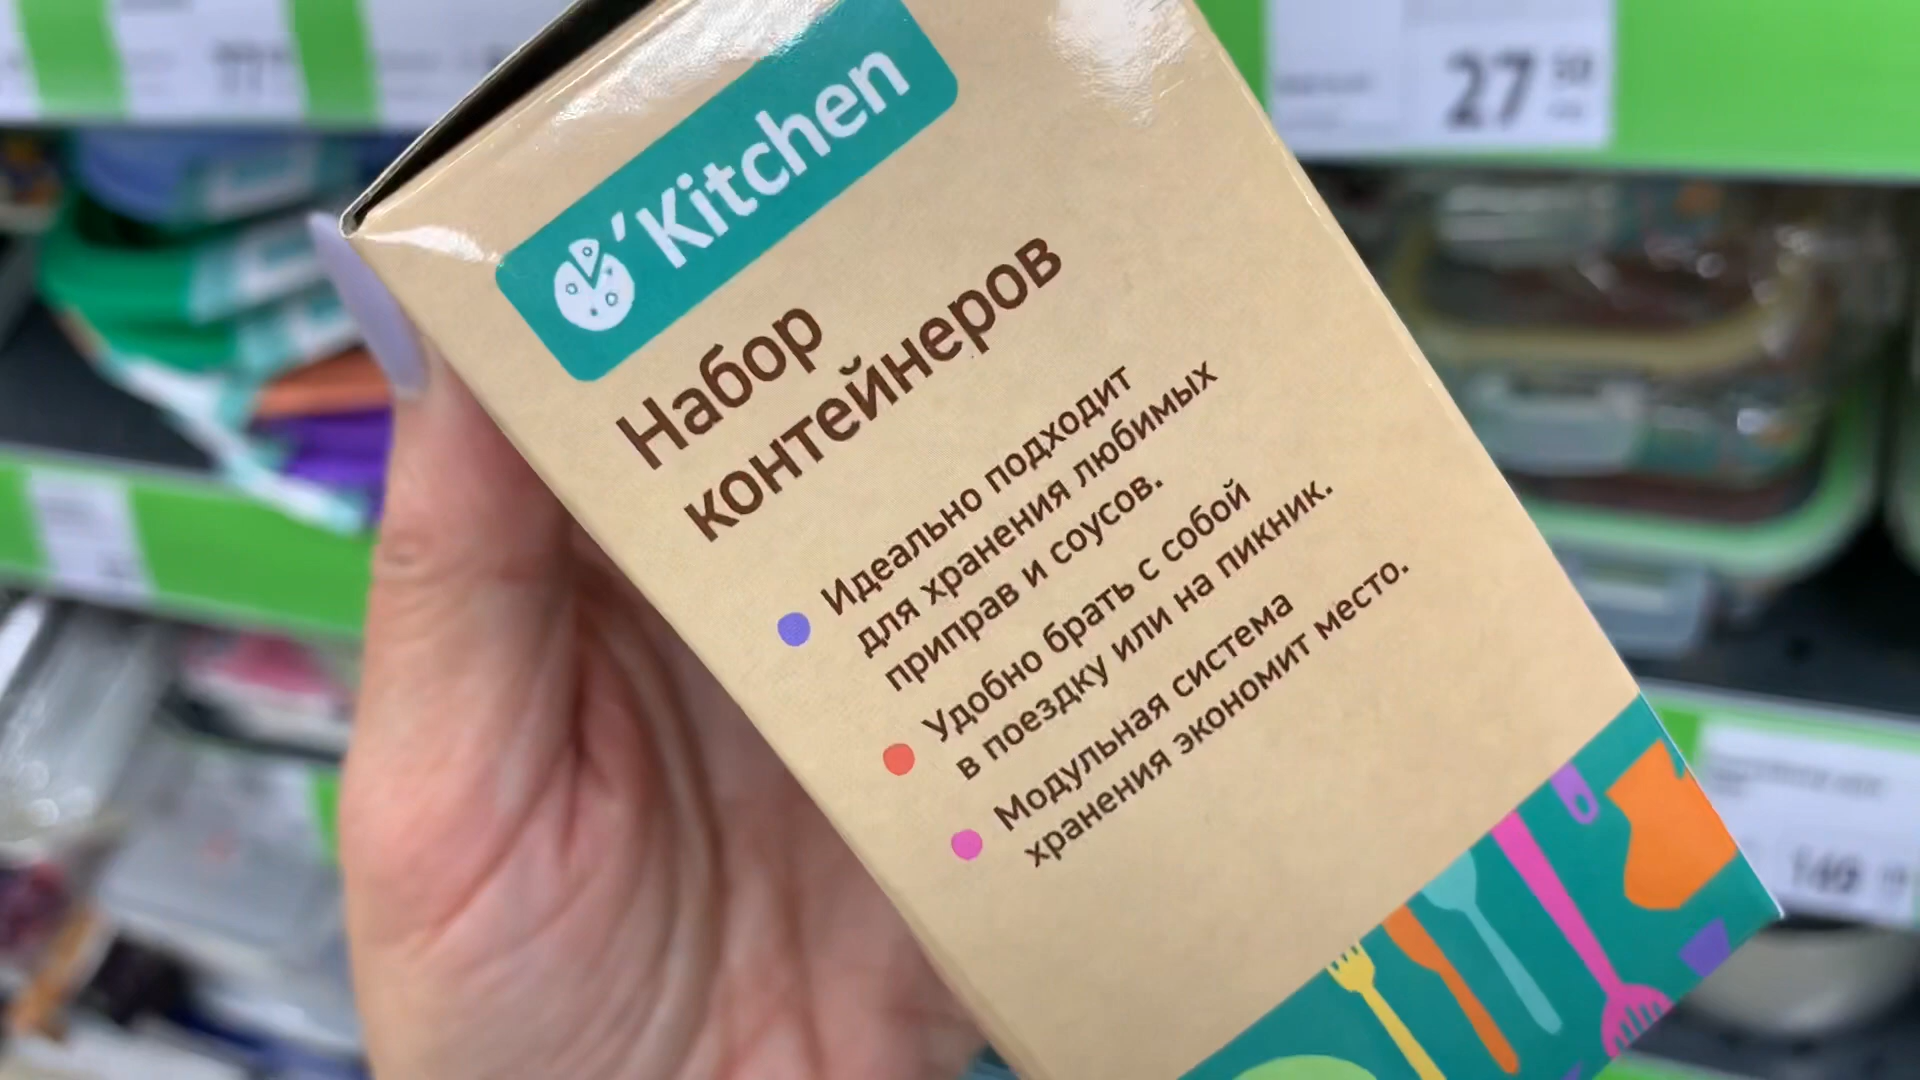 'Kitchen
Набор
контейнеров
Идеально подходит
для хранения любимых
приправ и соусов.
Удобно брать с собой
в поездку или на пикник.
Модульная система
хранения экономит место.
27 50